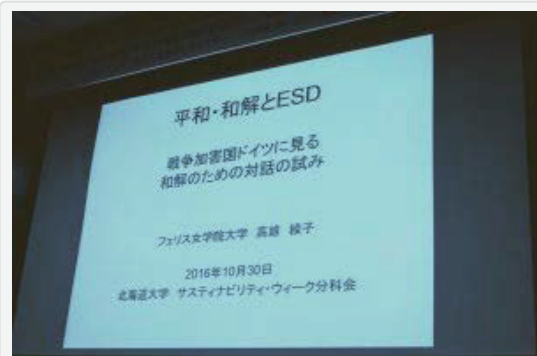 平和・和解とESD
戦争加害国ドイツに見る
和解のための対話の試み
フェリス女学院大学 高雄 綾子
2016年10月30日
北海道大学 サスティナビリティ・ウィーク分科会